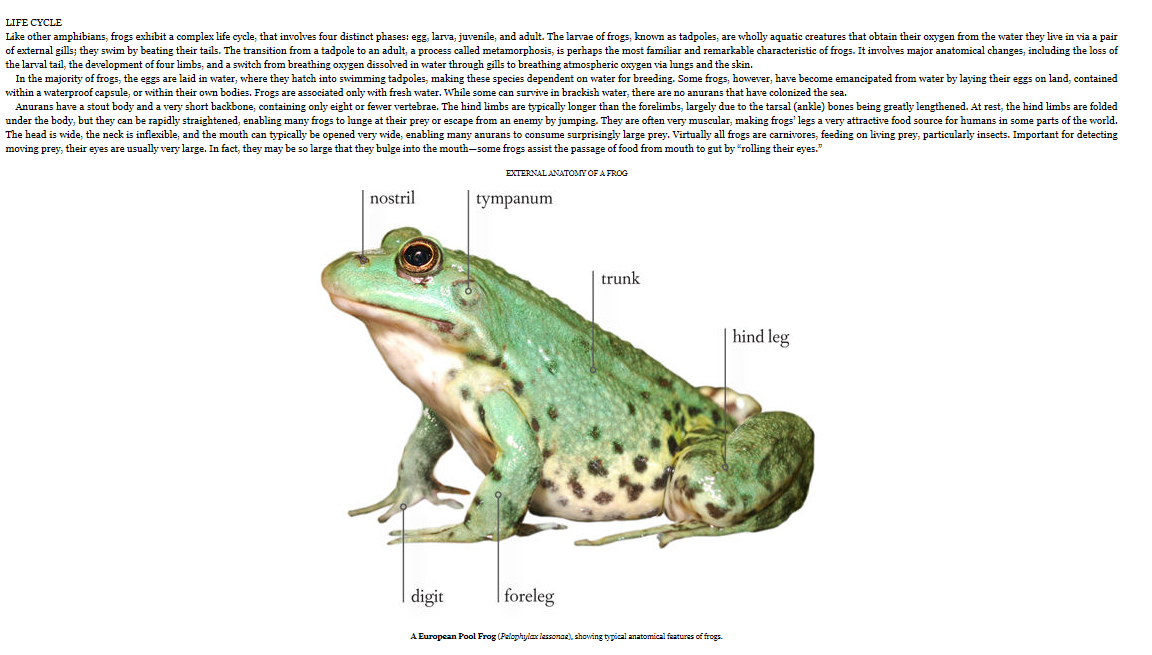 LIFE CYCLE
Like other amphibians, frogs exhibit a complex life cycle, that involves four distinct phases: egg, larva, juvenile, and adult. The larvae of frogs, known as tadpoles, are wholly aquatic creatures that obtain their oxygen from the water they live in via a pair
of external gills; they swim by beating their tails. The transition from a tadpole to an adult, a process called metamorphosis, is perhaps the most familiar and remarkable characteristic of frogs. It involves major anatomical changes, including the loss of
the larval tail, the development of four limbs, and a switch from breathing oxygen dissolved in water through gills to breathing atmospheric oxygen via lungs and the skin.
In the majority of frogs, the eggs are laid in water, where they hatch into swimming tadpoles, making these species dependent on water for breeding. Some frogs, however, have become emancipated from water by laying their eggs on land, contained
within a waterproof capsule, or within their own bodies. Frogs are associated only with fresh water. While some can survive in brackish water, there are no anurans that have colonized the sea.
Anurans have a stout body and a very short backbone, containing only eight or fewer vertebrae. The hind limbs are typically longer than the forelimbs, largely due to the tarsal (ankle) bones being greatly lengthened. At rest, the hind limbs are folded
under the body, but they can be rapidly straightened, enabling many frogs to lunge at their prey or escape from an enemy by jumping. They are often very muscular, making frogs' legs a very attractive food source for humans in some parts of the world.
The head is wide, the neck is inflexible, and the mouth can typically be opened very wide, enabling many anurans to consume surprisingly large prey. Virtually all frogs are carnivores, feeding on living prey, particularly insects. Important for detecting
moving prey, their eyes are usually very large. In fact, they may be so large that they bulge into the mouth—some frogs assist the passage of food from mouth to gut by “rolling their eyes.”
EXTERNAL ANATOMY OF A FROG
nostril
tympanum
trunk
hind leg
digit
foreleg
A European Pool Frog (Pelophylax lessonae), showing typical anatomical features of frogs.